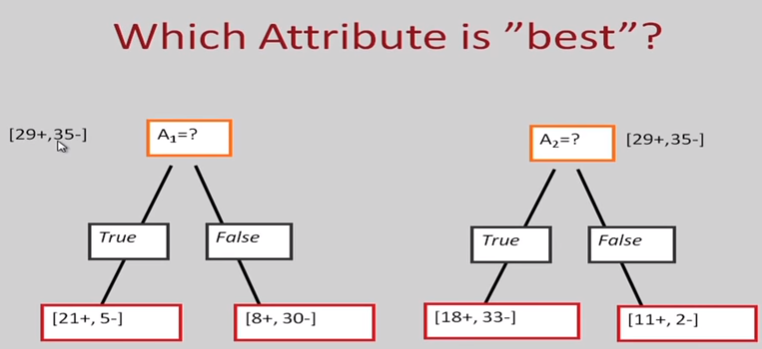 Which Attribute is ”best”?
[29+,35-]
A₁=?
A₂=?
[29+,35-]
True
False
True
False
[21+, 5-]
[8+, 30-]
[18+, 33-]
[11+, 2-]